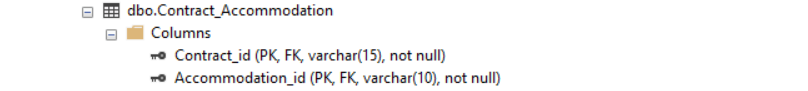 dbo.Contract_Accommodation
Columns
Contract_id (PK, FK, varchar(15), not null)
Accommodation_id (PK, FK, varchar(10), not null)